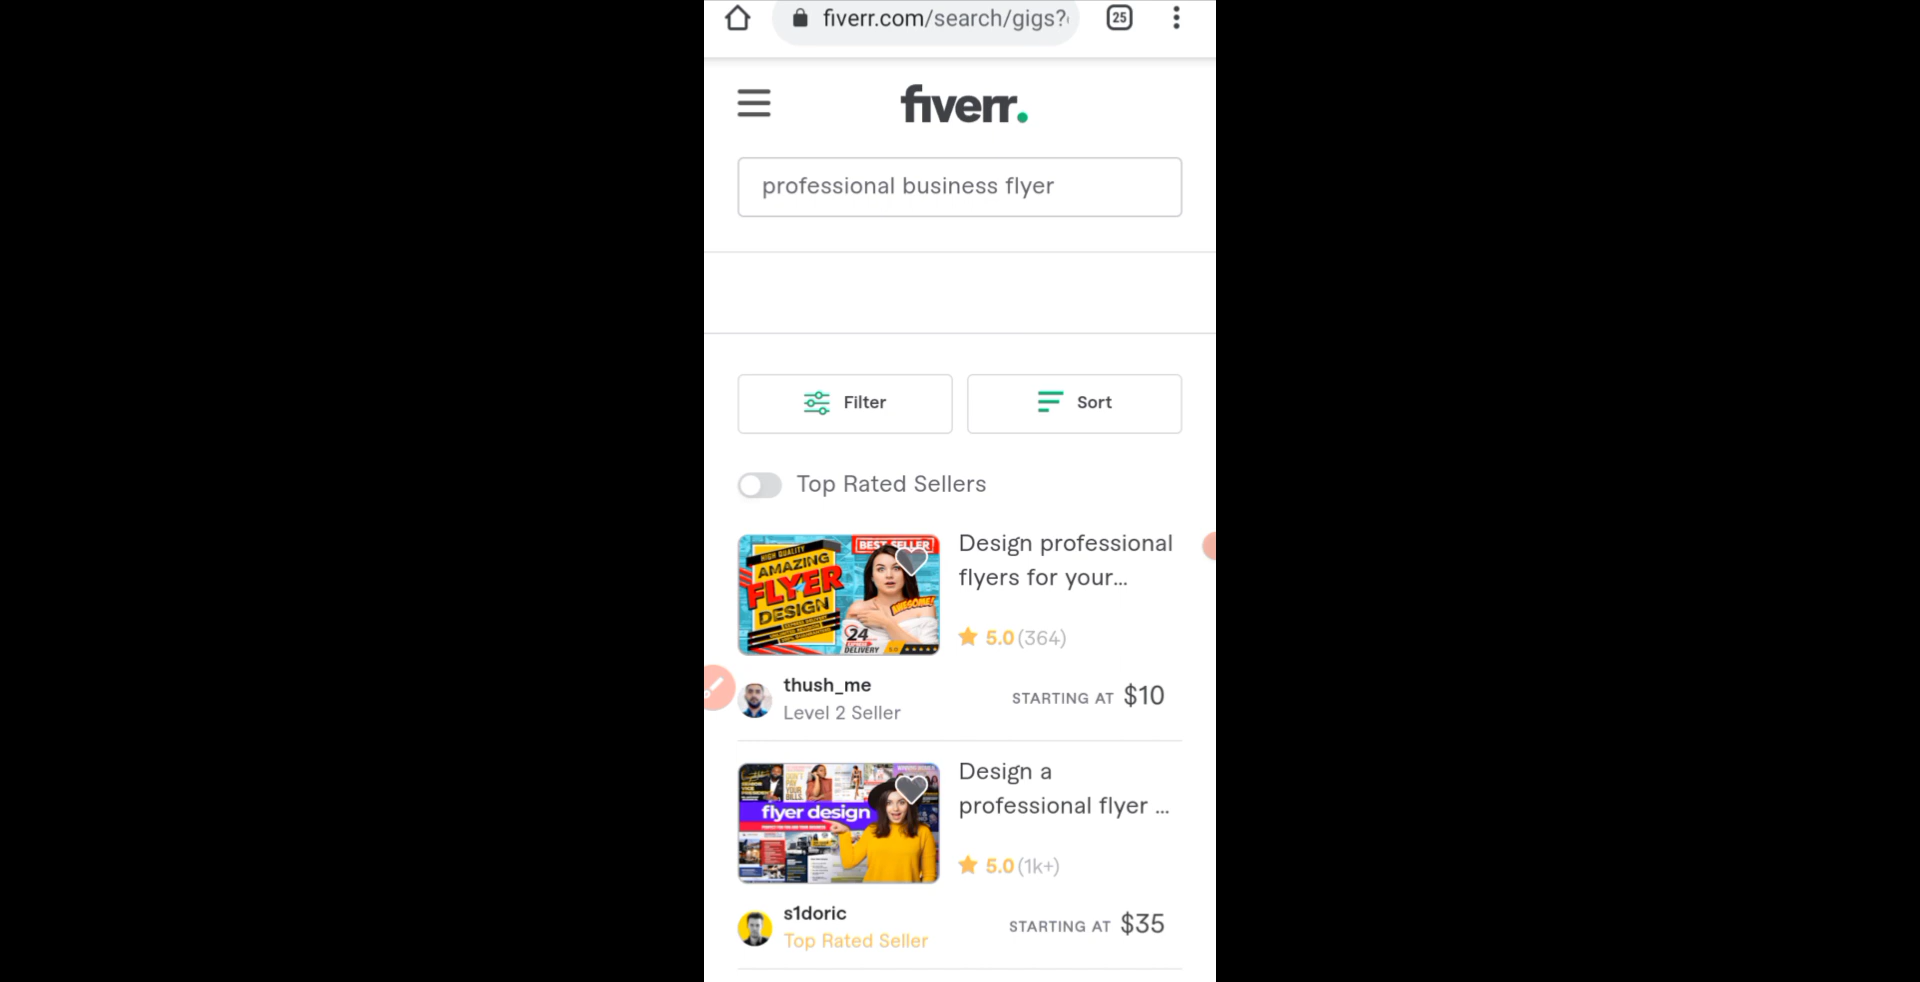 fiverr.com/search/gigs?
25
fiverr.
professional business flyer
Filter
Sort
Top Rated Sellers
HIGH QUALITY
AMAZING
FLYER
DESIGN
BEST SELLER
AWESOME!
24
DELIVERY
Design professional
flyers for your...
5.0 (364)
thush_me
Level 2 Seller
STARTING AT $10
flyer design
Design a
professional flyer ...
5.0 (1k+)
s1doric
Top Rated Seller
STARTING AT $35